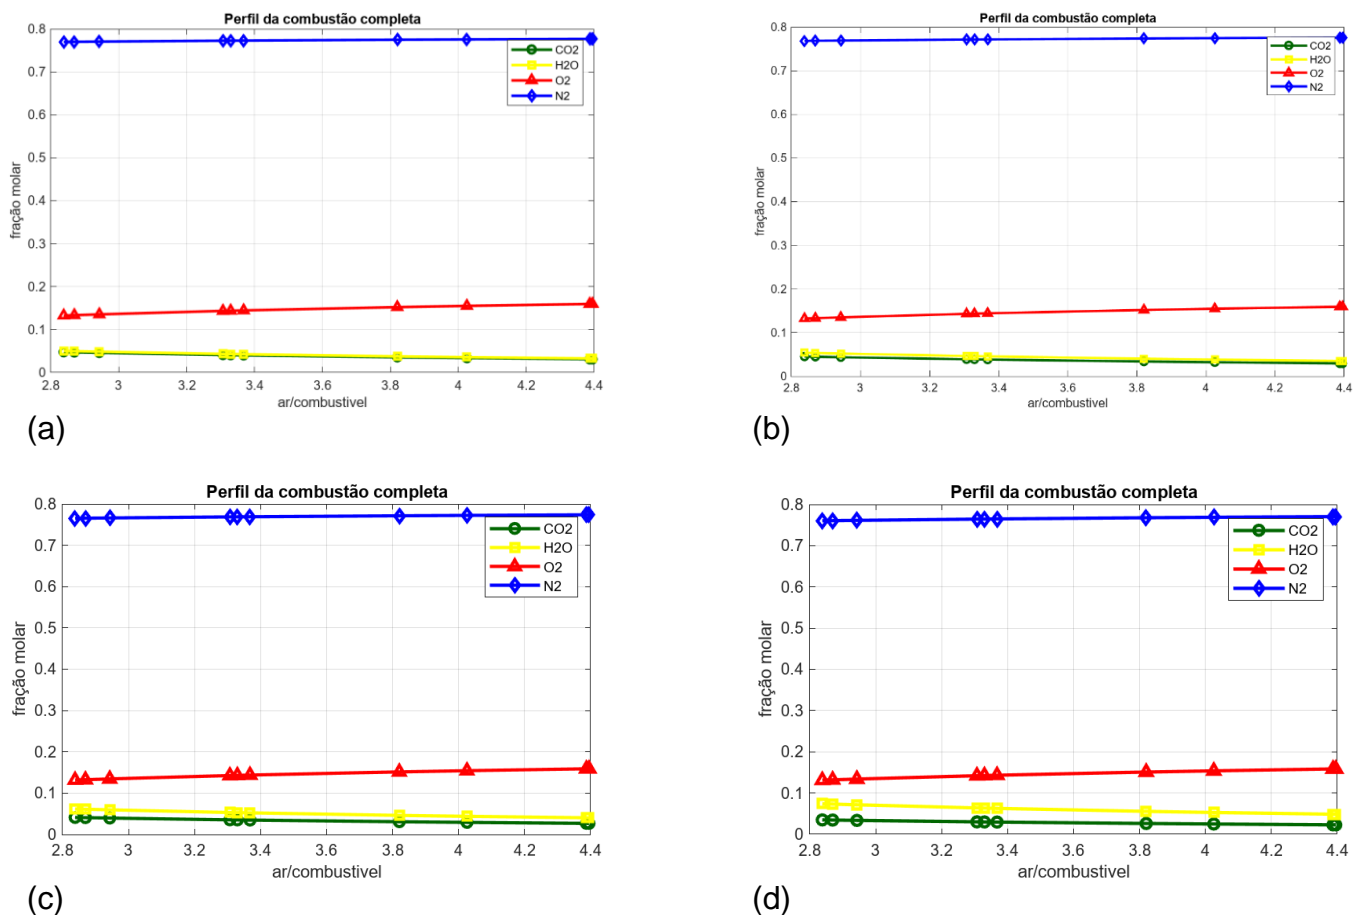 Perfil da combustão completa
0.8
0.7
0.6
0.5
0.4
0.3
0.2
0.1
0
fração molar
CO2
H2O
O2
N2
2.8 3 3.2 3.4 3.6 3.8 4 4.2 4.4
ar/combustivel
(a)
Perfil da combustão completa
0.8
0.7
0.6
0.5
0.4
0.3
0.2
0.1
0
fração molar
CO2
H2O
O2
N2
2.8 3 3.2 3.4 3.6 3.8 4 4.2 4.4
ar/combustivel
(b)
Perfil da combustão completa
0.8
0.7
0.6
0.5
0.4
0.3
0.2
0.1
0
fração molar
CO2
H2O
O2
N2
2.8 3 3.2 3.4 3.6 3.8 4 4.2 4.4
ar/combustivel
(c)
Perfil da combustão completa
0.8
0.7
0.6
0.5
0.4
0.3
0.2
0.1
0
fração molar
CO2
H2O
O2
N2
2.8 3 3.2 3.4 3.6 3.8 4 4.2 4.4
ar/combustivel
(d)